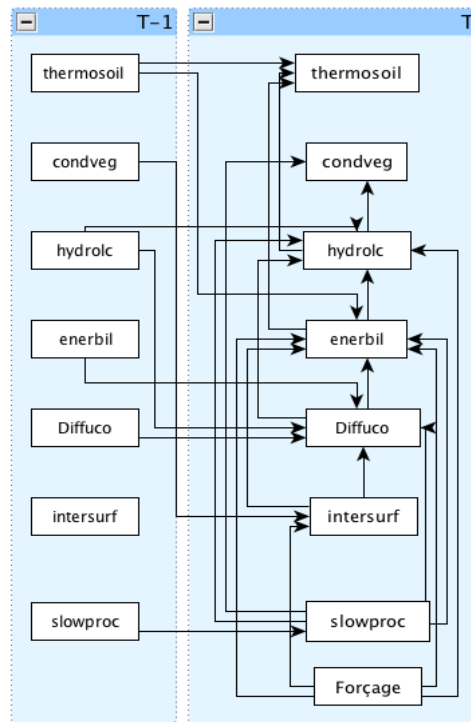 T-1
thermosoil
condveg
hydrolc
enerbil
Diffuco
intersurf
slowproc
T
thermosoil
condveg
hydrolc
enerbil
Diffuco
intersurf
slowproc
Forçage